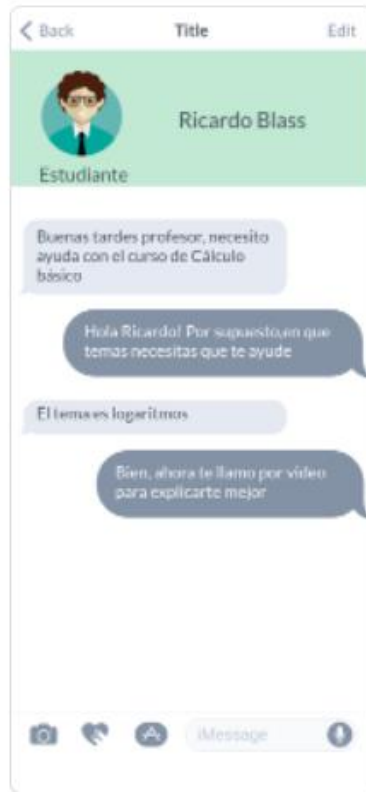 Back Title Edit
Ricardo Blass
Estudiante
Buenas tardes profesor, necesito
ayuda con el curso de Cálculo
básico
Hola Ricardo! Por supuesto,en que
temas necesitas que te ayude
El tema es logaritmos
Bien, ahora te llamo por vídeo
para explicarte mejor
iMessage